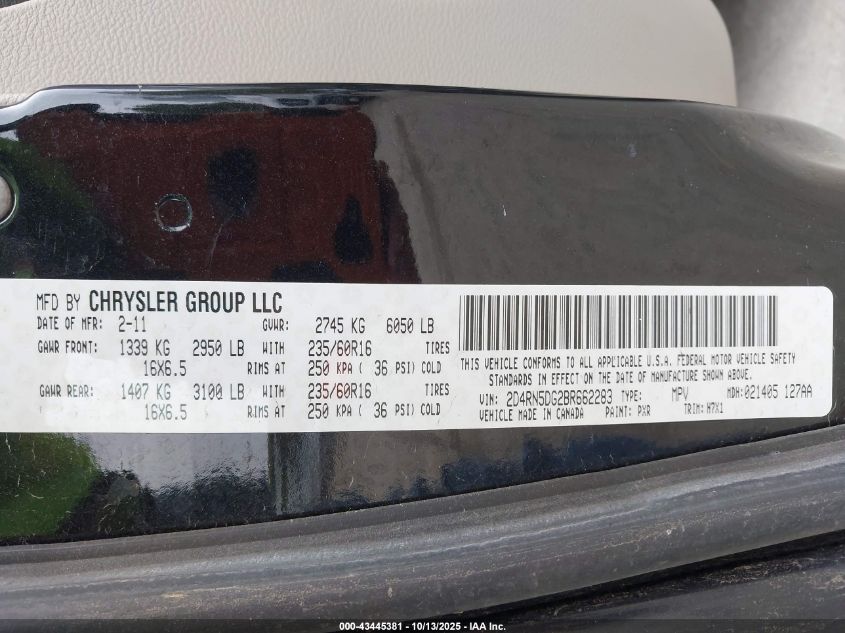 MFD BY CHRYSLER GROUP LLC
DATE OF MFR: 2-11 GVWR: 2745 KG 6050 LB
GAWR FRONT: 1339 KG 2950 LB WITH 235/60R16 TIRES
16X6.5 RIMS AT 250 KPA ( 36 PSI) COLD
GAWR REAR: 1407 KG 3100 LB WITH 235/60R16 TIRES
16X6.5 RIMS AT 250 KPA ( 36 PSI) COLD
THIS VEHICLE CONFORMS TO ALL APPLICABLE U.S.A. FEDERAL MOTOR VEHICLE SAFETY
STANDARDS IN EFFECT ON THE DATE OF MANUFACTURE SHOWN ABOVE.
VIN: 2D4RN5DG2BR662283 TYPE: MPV MDH: 021405 127AA
VEHICLE MADE IN CANADA PAINT: PXR TRIM: H7X1
000-43445381 - 10/13/2025 - IAA Inc.